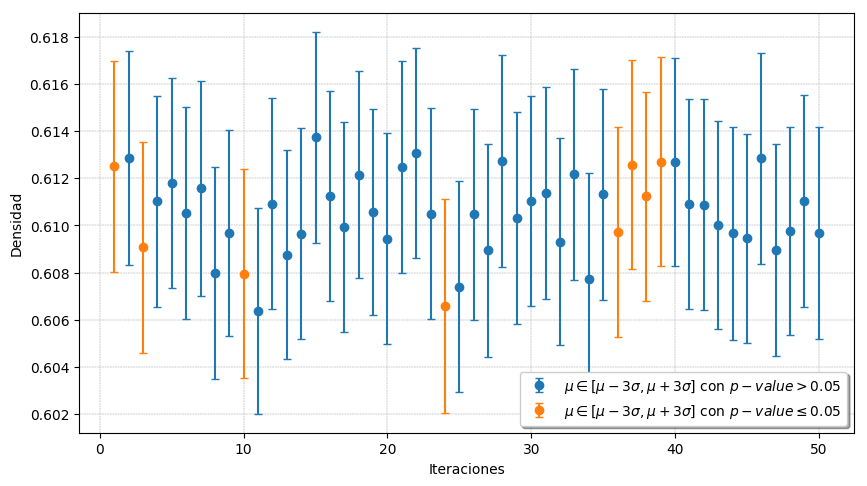 0.618
0.616
0.614
0.612
0.610
0.608
0.606
0.604
0.602
Densidad
0 10 20 30 40 50
Iteraciones
μ ∈ [μ − 3σ, μ + 3σ] con p − value > 0.05
μ ∈ [μ − 3σ, μ + 3σ] con p − value ≤ 0.05